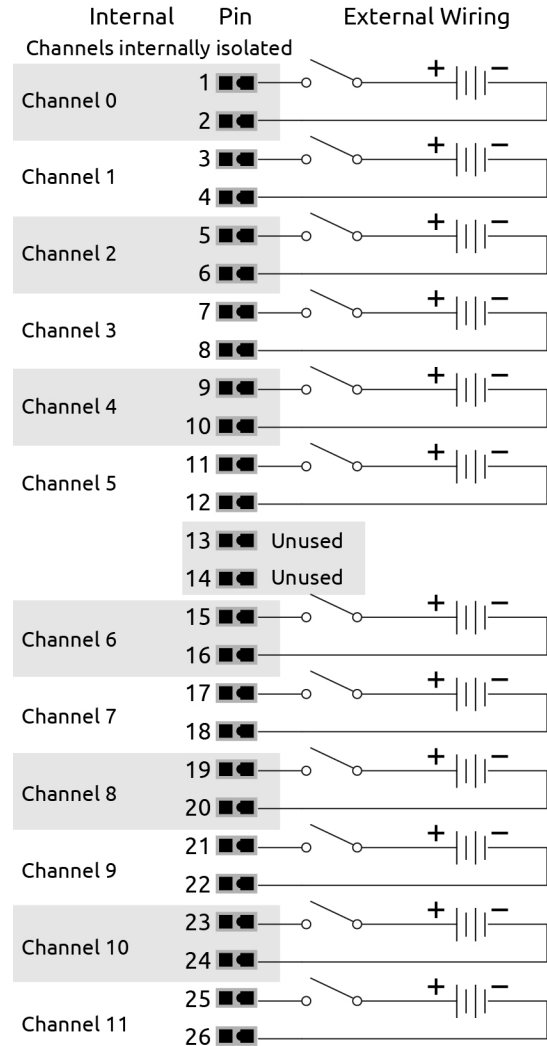 Internal Pin External Wiring
Channels internally isolated
1 + −
Channel 0
2
3 + −
Channel 1
4
5 + −
Channel 2
6
7 + −
Channel 3
8
9 + −
Channel 4
10
11 + −
Channel 5
12
13 Unused
14 Unused
15 + −
Channel 6
16
17 + −
Channel 7
18
19 + −
Channel 8
20
21 + −
Channel 9
22
23 + −
Channel 10
24
25 + −
Channel 11
26